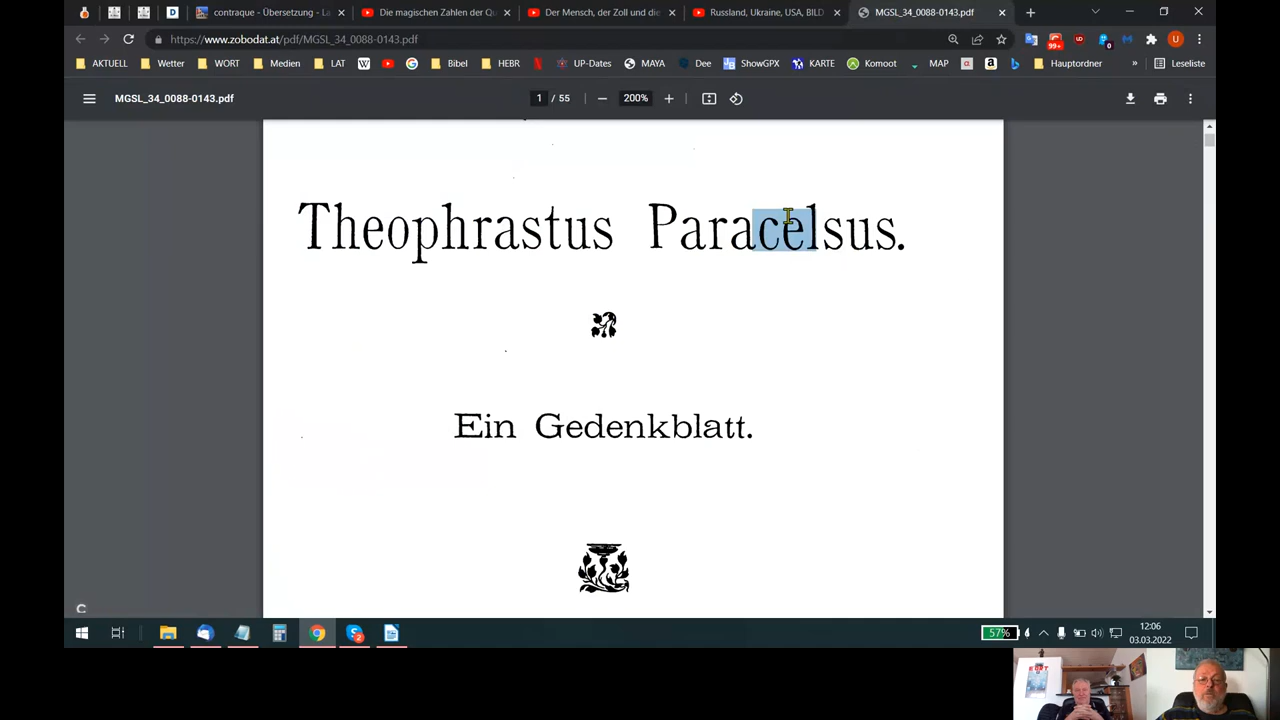 contraque - Übersetzung - La
Die magischen Zahlen der Qu
Der Mensch, der Zoll und die
Russland, Ukraine, USA, BILD
MGSL_34_0088-0143.pdf
https://www.zobodat.at/pdf/MGSL_34_0088-0143.pdf
99+
0
U
AKTUELL
Wetter
WORT
Medien
LAT
W
G
Bibel
HEBR
UP-Dates
MAYA
Dee
ShowGPX
KARTE
Komoot
MAP
Hauptordner
»
Leseliste
MGSL_34_0088-0143.pdf
1 / 55
200%
Theophrastus Paracelsus.
Ein Gedenkblatt.
C
57%
12:06
03.03.2022